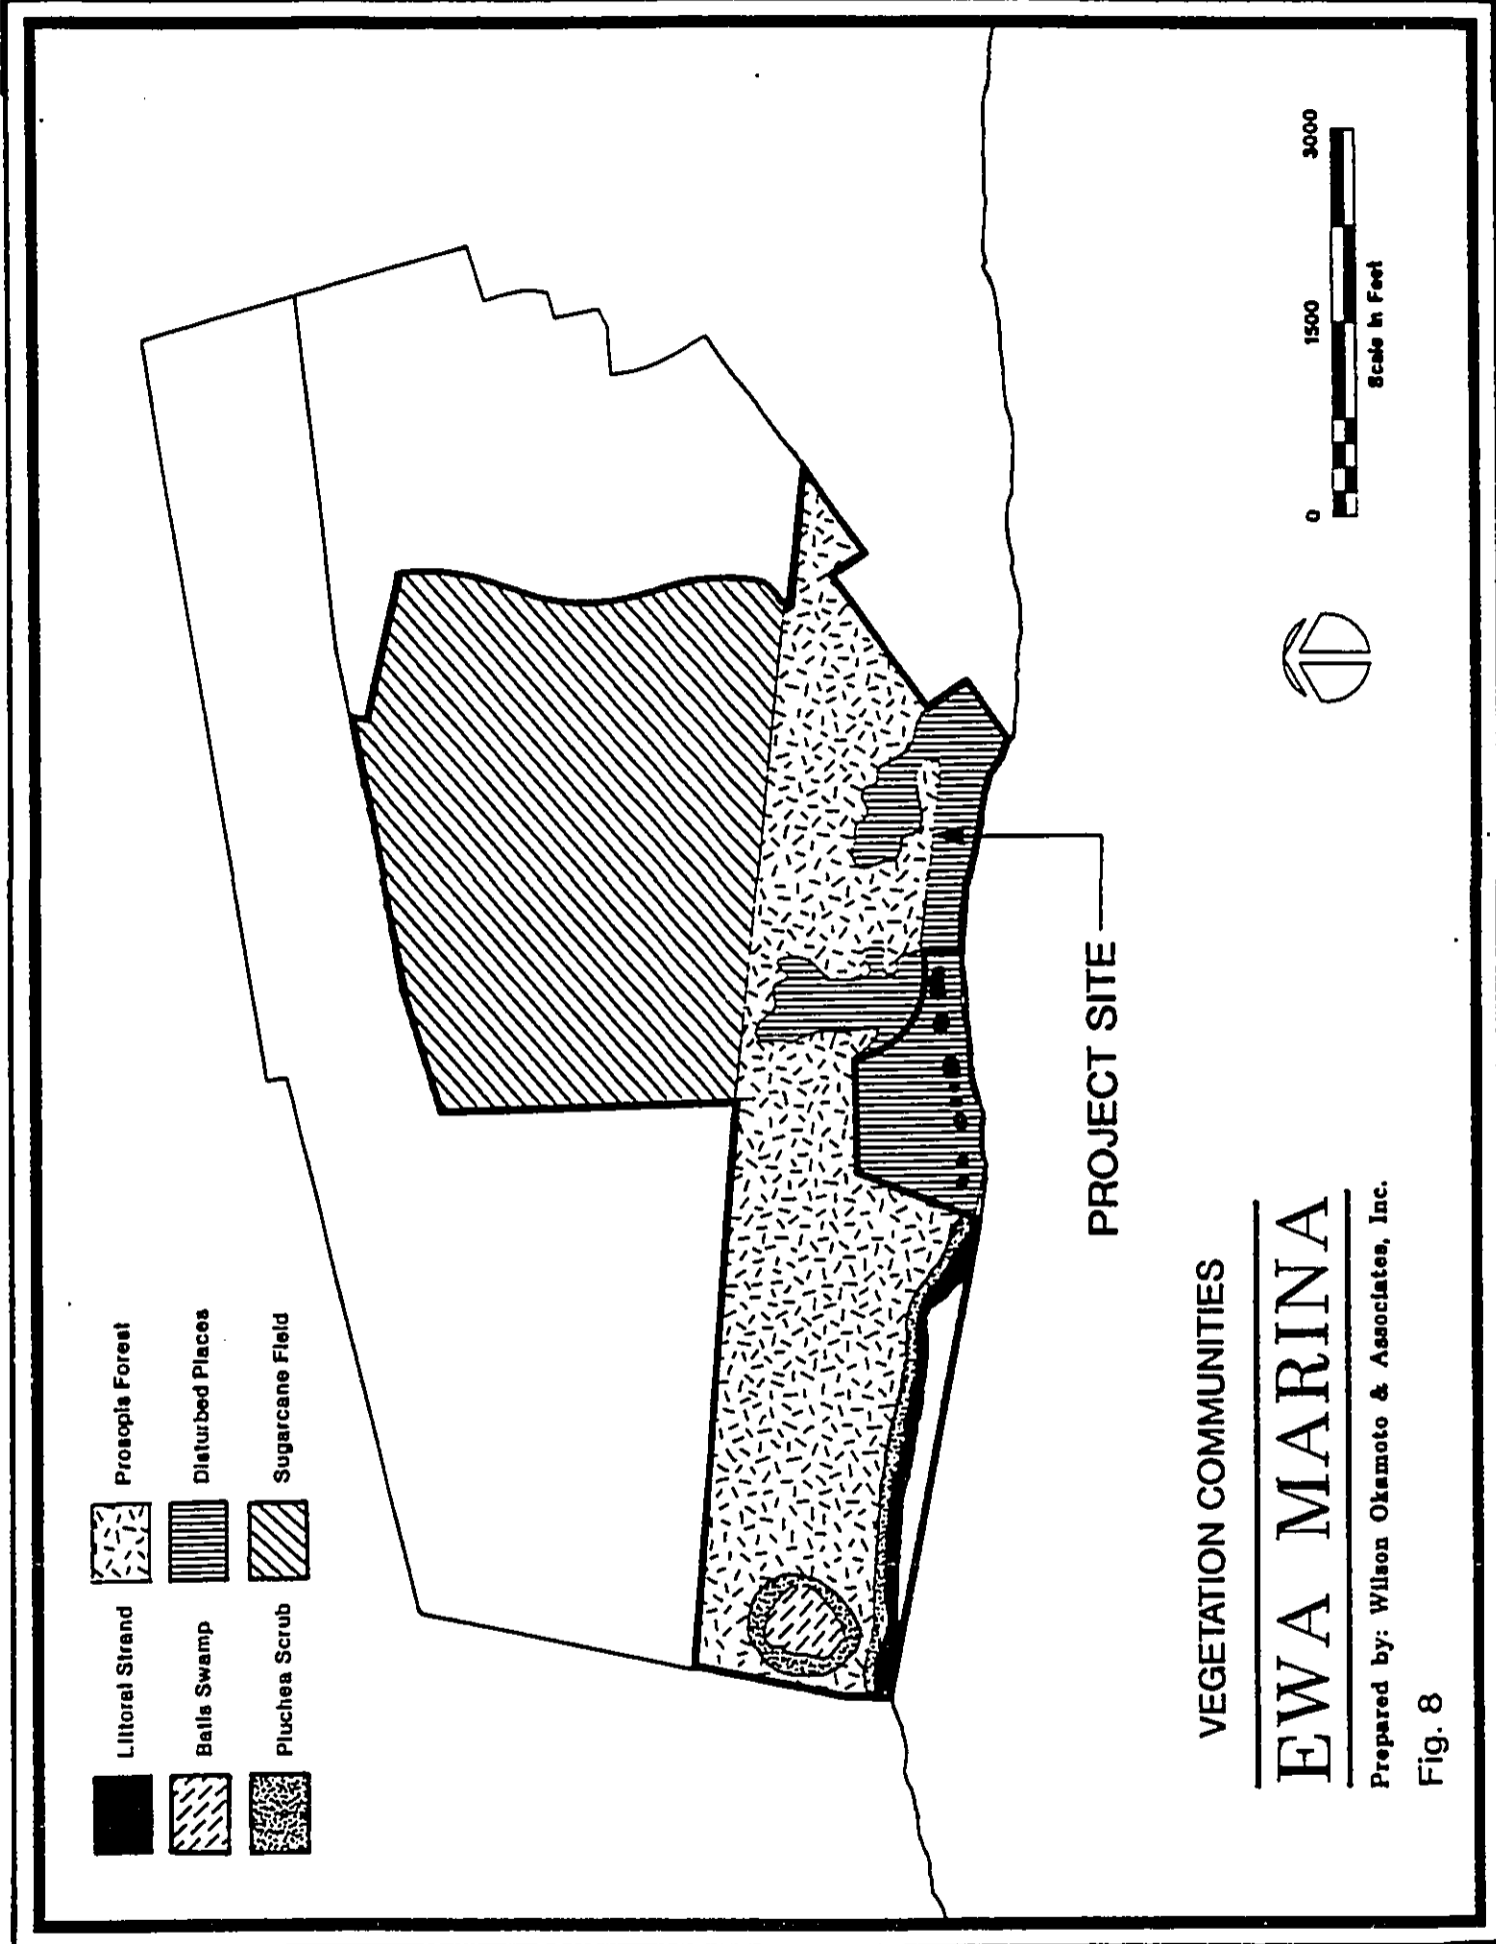 Littoral Strand
Prosopis Forest
Batis Swamp
Disturbed Places
Pluchea Scrub
Sugarcane Field
PROJECT SITE
0 1500 3000
Scale in Feet
VEGETATION COMMUNITIES
EWA MARINA
Prepared by: Wilson Okamoto & Associates, Inc.
Fig. 8